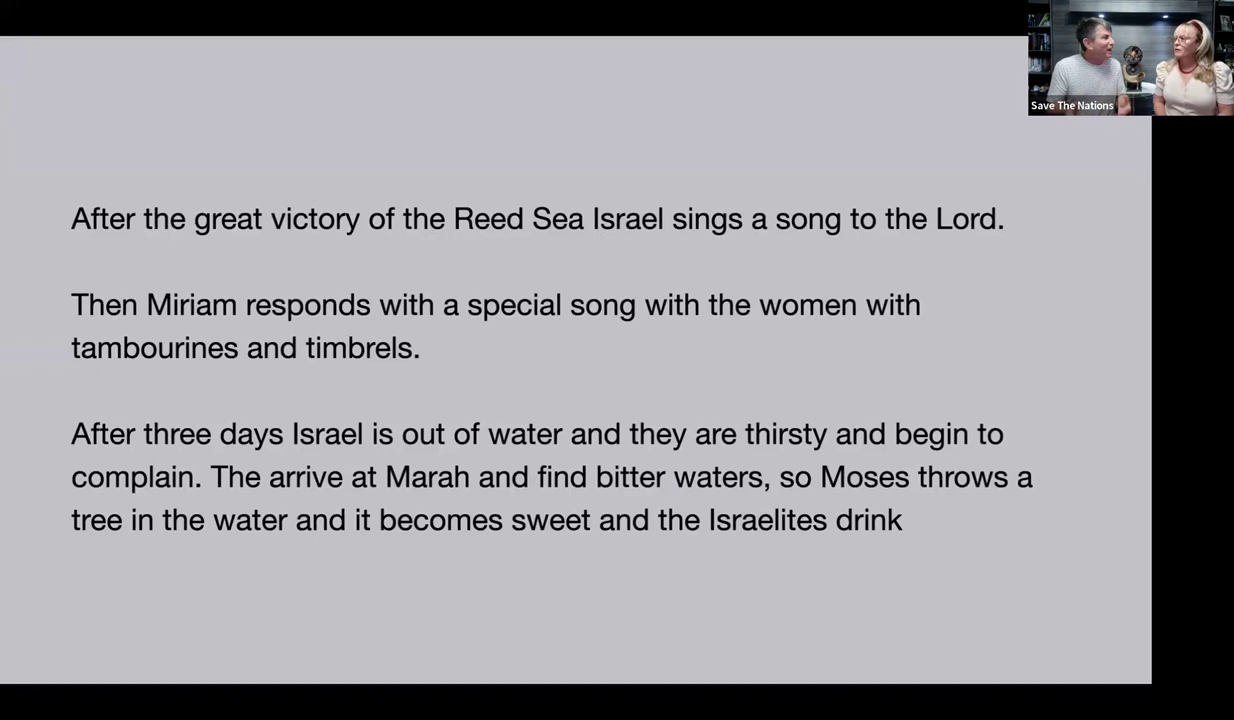 Save The Nations
After the great victory of the Reed Sea Israel sings a song to the Lord.
Then Miriam responds with a special song with the women with
tambourines and timbrels.
After three days Israel is out of water and they are thirsty and begin to
complain. The arrive at Marah and find bitter waters, so Moses throws a
tree in the water and it becomes sweet and the Israelites drink